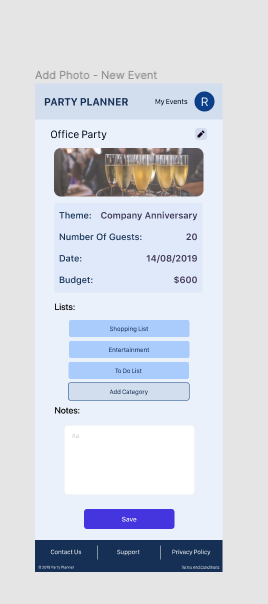 Add Photo - New Event
PARTY PLANNER My Events R
Office Party
Theme: Company Anniversary
Number Of Guests: 20
Date: 14/08/2019
Budget: $600
Lists:
Shopping List
Entertainment
To Do List
Add Category
Notes:
Aa
Save
Contact Us Support Privacy Policy
© 2019 Party Planner Terms And Conditions